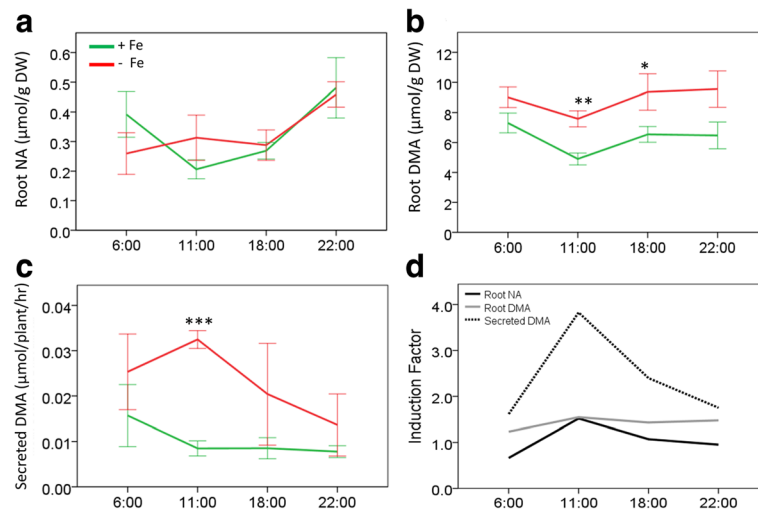 a
Root NA (µmol/g DW)
0.6
0.5
0.4
0.3
0.2
0.1
0.0
+ Fe
- Fe
6:00 11:00 18:00 22:00
b
Root DMA (µmol/g DW)
12
10
8
6
4
2
0
**
*
6:00 11:00 18:00 22:00
c
Secreted DMA (µmol/plant/hr)
0.04
0.03
0.02
0.01
0.00
***
6:00 11:00 18:00 22:00
d
Induction Factor
4.0
3.0
2.0
1.0
0.0
Root NA
Root DMA
Secreted DMA
6:00 11:00 18:00 22:00